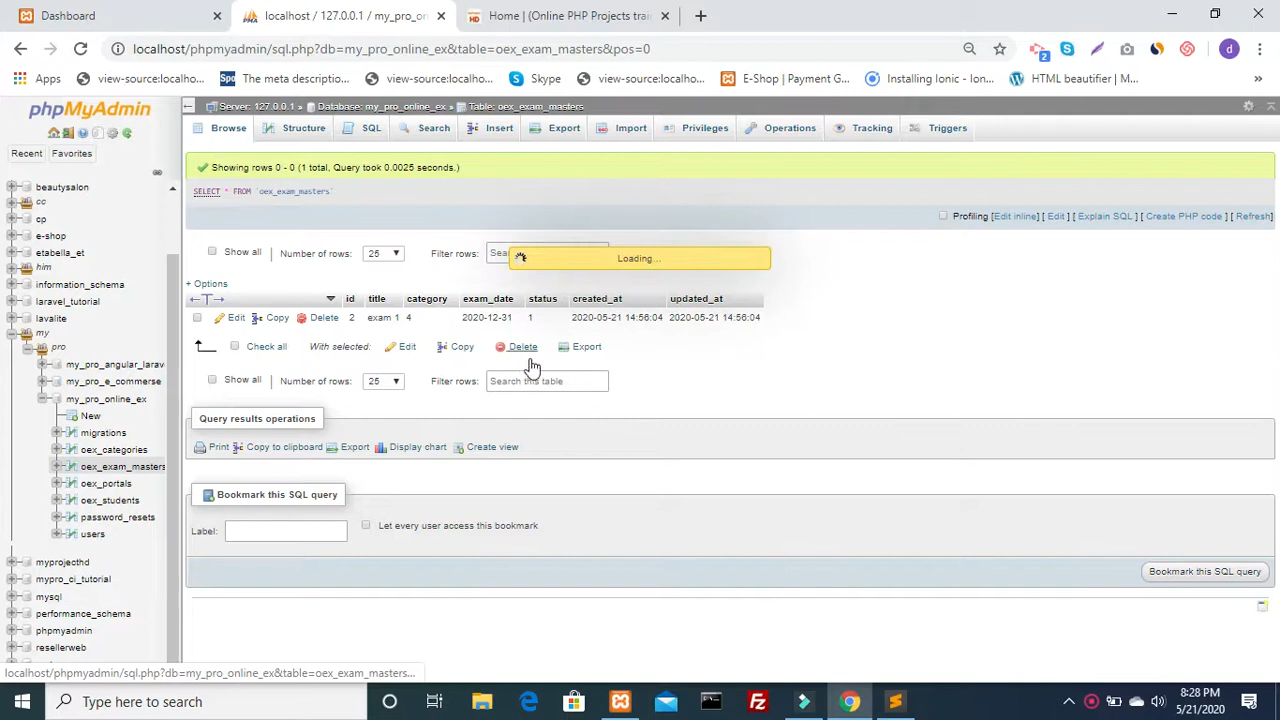 Dashboard
localhost / 127.0.0.1 / my_pro_on
Home | (Online PHP Projects trai
localhost/phpmyadmin/sql.php?db=my_pro_online_ex&table=oex_exam_masters&pos=0
d
2
Apps
view-source:localho...
Spo
The meta description...
view-source:localho...
Skype
view-source:localho...
E-Shop | Payment G...
Installing Ionic - Ion...
HTML beautifier | M...
»
phpMyAdmin
Recent
Favorites
beautysalon
cc
cp
e-shop
etabella_et
him
information_schema
laravel_tutorial
lavalite
my
pro
my_pro_angular_larav
my_pro_e_commerse
my_pro_online_ex
New
migrations
oex_categories
oex_exam_masters
oex_portals
oex_students
password_resets
users
myprojecthd
mypro_ci_tutorial
mysql
performance_schema
phpmyadmin
resellerweb
Server: 127.0.0.1 » Database: my_pro_online_ex » Table: oex_exam_masters
Browse
Structure
SQL
Search
Insert
Export
Import
Privileges
Operations
Tracking
Triggers
Showing rows 0 - 0 (1 total, Query took 0.0025 seconds.)
SELECT * FROM `oex_exam_masters`
Profiling [Edit inline] [ Edit ] [ Explain SQL ] [ Create PHP code ] [ Refresh]
Show all | Number of rows: 25 Filter rows: Sea
Loading...
+ Options
←T→ id title category exam_date status created_at updated_at
Edit Copy Delete 2 exam 1 4 2020-12-31 1 2020-05-21 14:56:04 2020-05-21 14:56:04
Check all With selected: Edit Copy Delete Export
Show all | Number of rows: 25 Filter rows: Search this table
Query results operations
Print Copy to clipboard Export Display chart Create view
Bookmark this SQL query
Label: Let every user access this bookmark
Bookmark this SQL query
localhost/phpmyadmin/sql.php?db=my_pro_online_ex&table=oex_exam_masters...
Type here to search
8:28 PM
5/21/2020